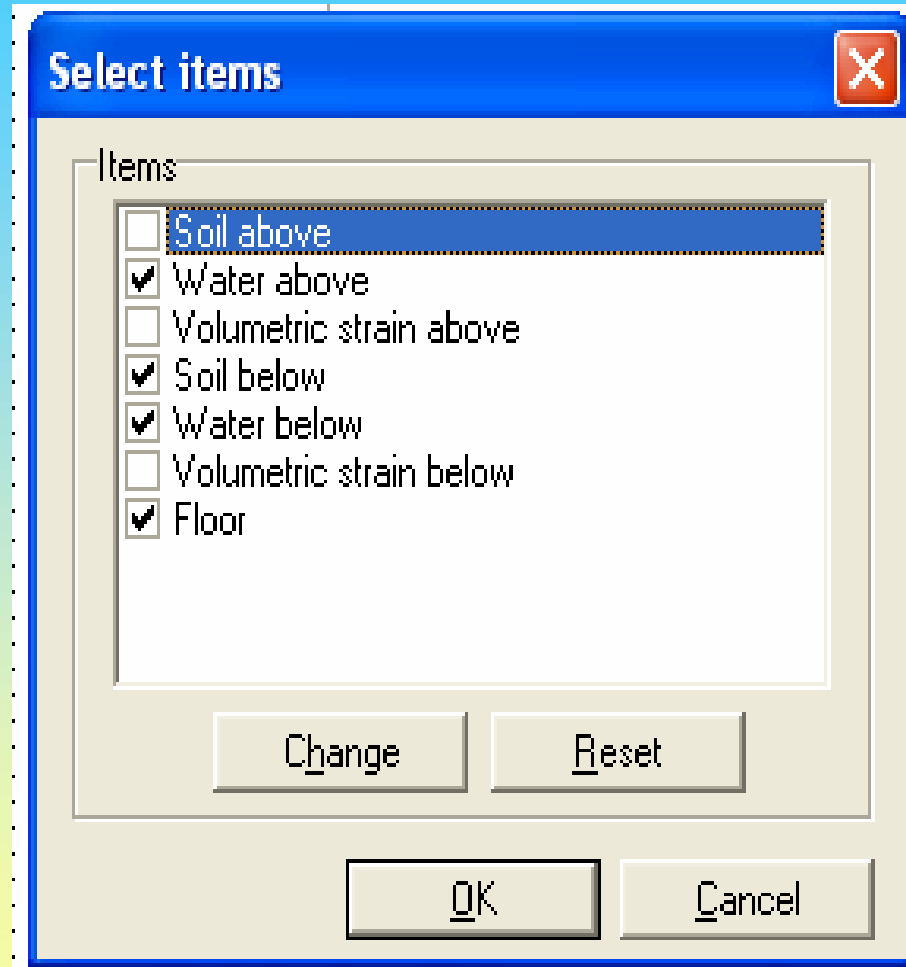 Select items
Items
Soil above
Water above
Volumetric strain above
Soil below
Water below
Volumetric strain below
Floor
Change Reset
OK Cancel